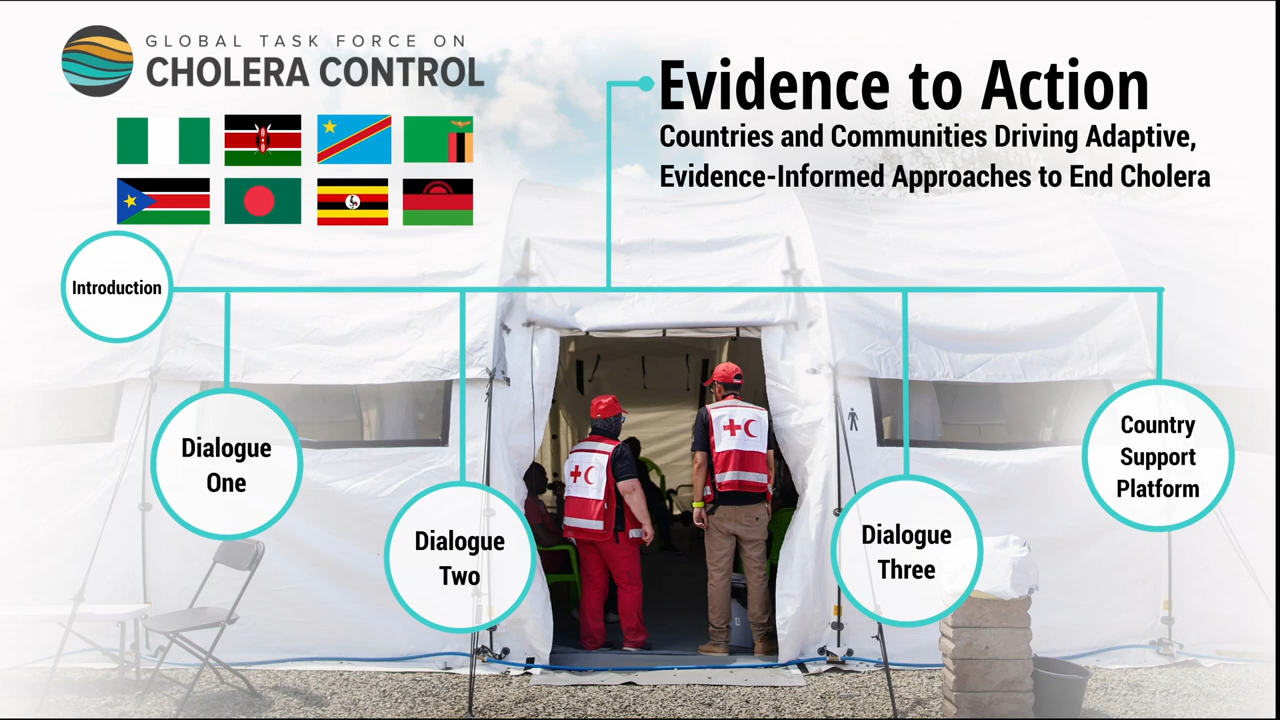 GLOBAL TASK FORCE ON
CHOLERA CONTROL
Evidence to Action
Countries and Communities Driving Adaptive,
Evidence-Informed Approaches to End Cholera
Introduction
Dialogue
One
Dialogue
Two
Dialogue
Three
Country
Support
Platform